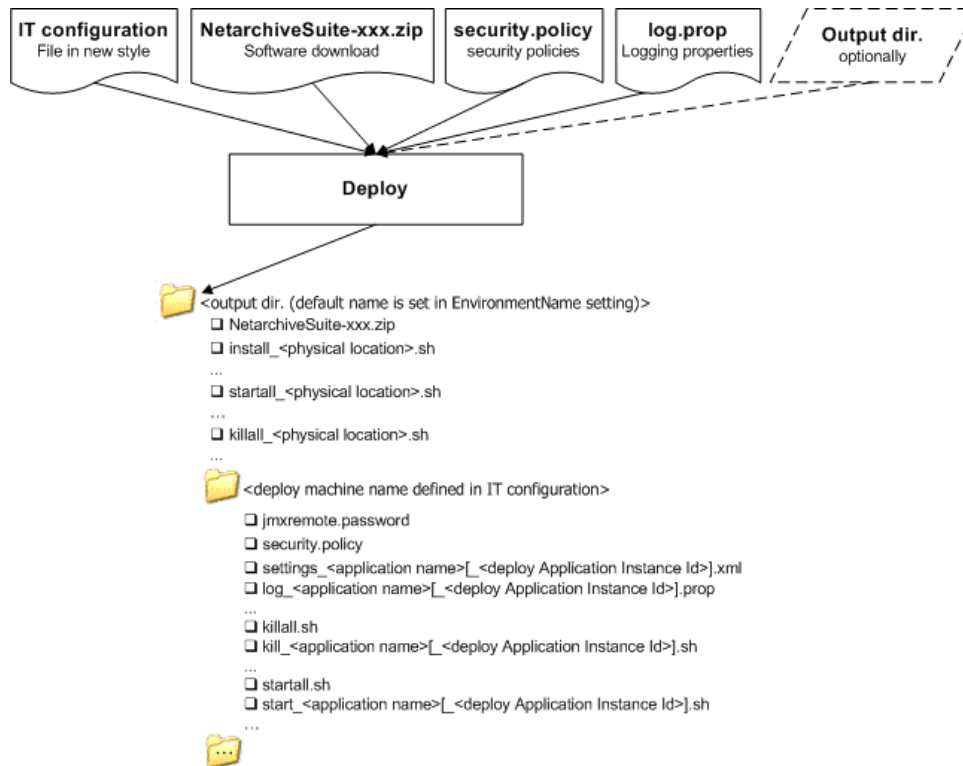 IT configuration
File in new style
NetarchiveSuite-xxx.zip
Software download
security.policy
security policies
log.prop
Logging properties
Output dir.
optionally
Deploy
<output dir. (default name is set in EnvironmentName setting)>
NetarchiveSuite-xxx.zip
install_<physical location>.sh
...
startall_<physical location>.sh
...
killall_<physical location>.sh
...
<deploy machine name defined in IT configuration>
jmxremote.password
security.policy
settings_<application name>[_<deploy Application Instance Id>].xml
log_<application name>[_<deploy Application Instance Id>].prop
...
killall.sh
kill_<application name>[_<deploy Application Instance Id>].sh
...
startall.sh
start_<application name>[_<deploy Application Instance Id>].sh
...
...